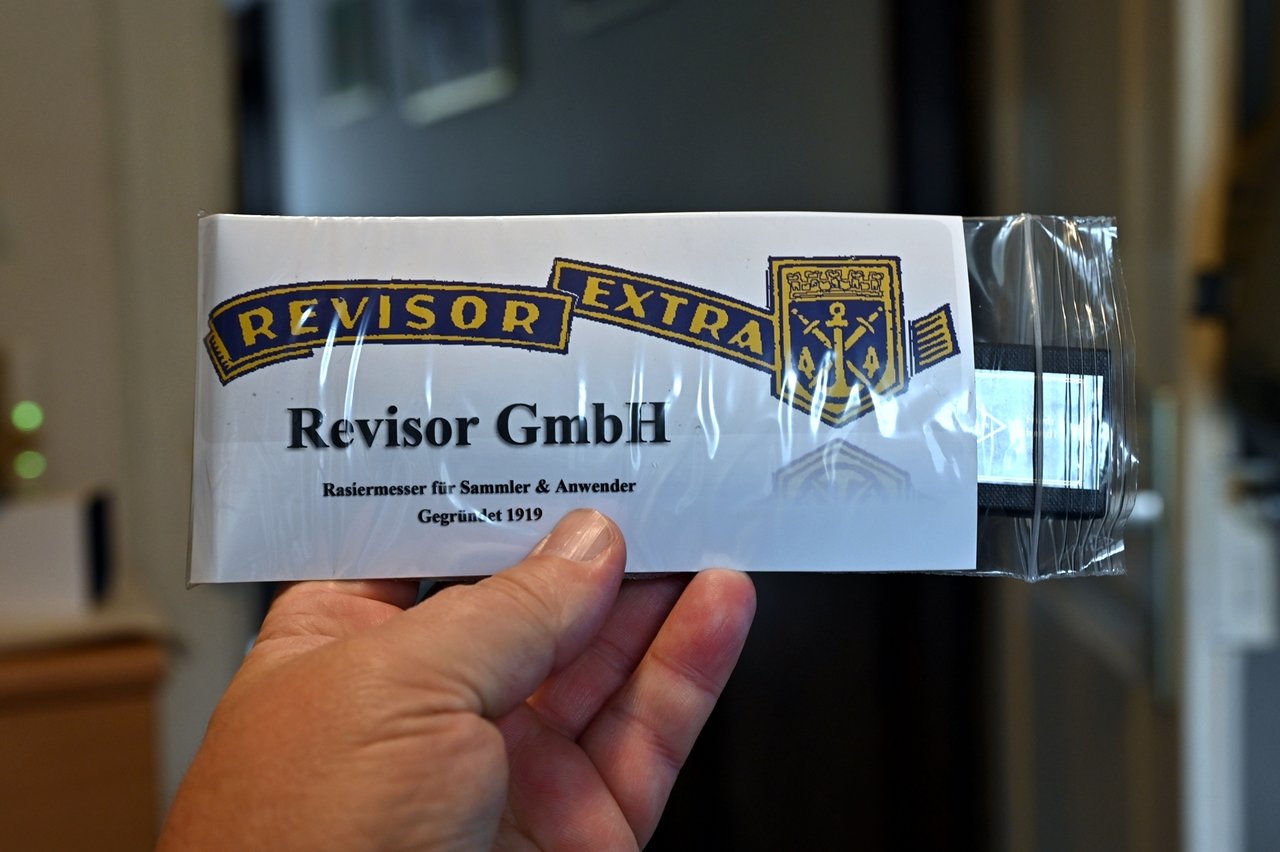 REVISOR EXTRA
Revisor GmbH
Rasiermesser für Sammler & Anwender
Gegründet 1919